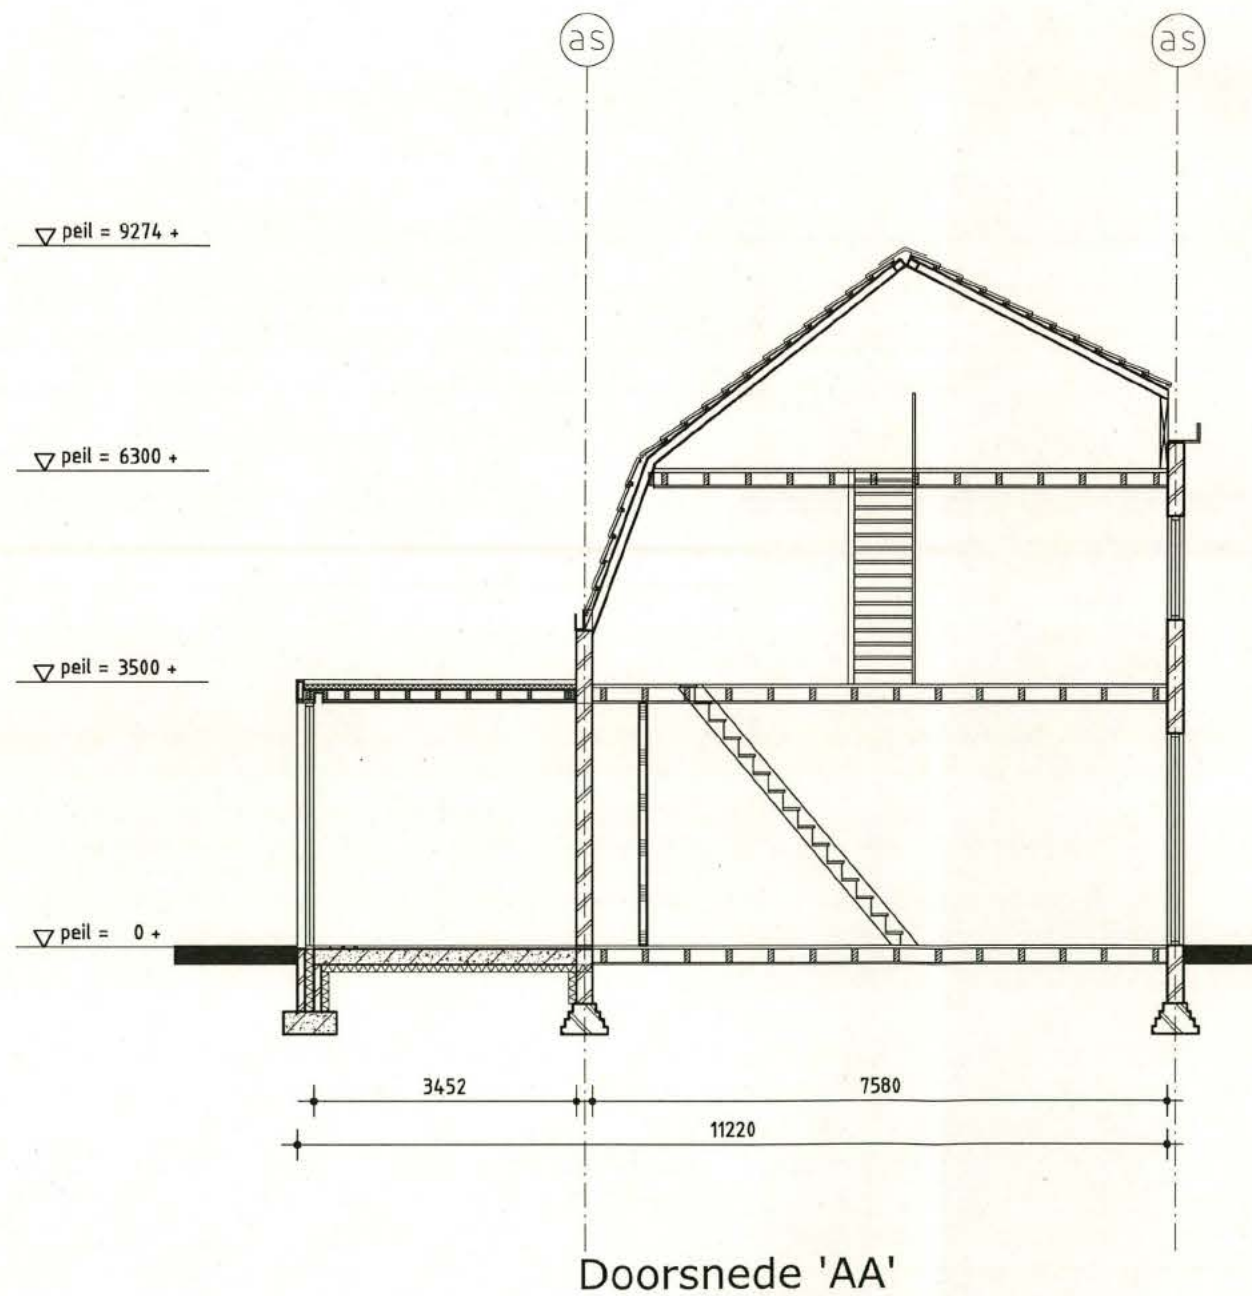 as
as
peil = 9274 +
peil = 6300 +
peil = 3500 +
peil = 0 +
3452
7580
11220
Doorsnede 'AA'